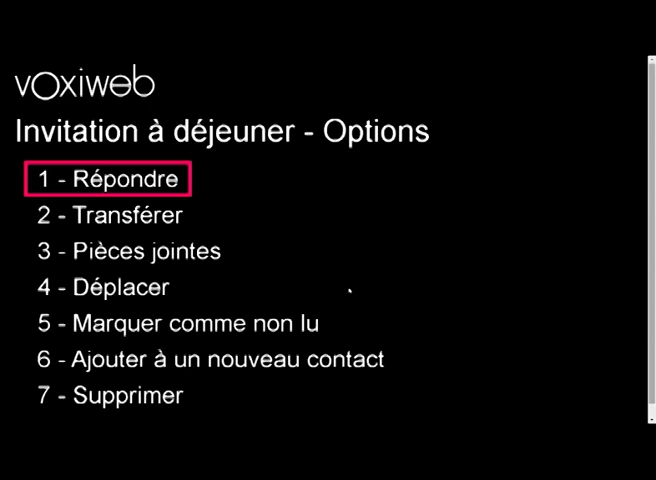 voxiweb
Invitation à déjeuner - Options
1 - Répondre
2 - Transférer
3 - Pièces jointes
4 - Déplacer
5 - Marquer comme non lu
6 - Ajouter à un nouveau contact
7 - Supprimer